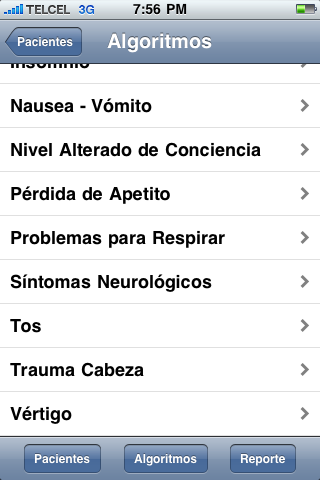 TELCEL 3G 7:56 PM
Pacientes Algoritmos
Insomnio
Nausea - Vómito
Nivel Alterado de Conciencia
Pérdida de Apetito
Problemas para Respirar
Síntomas Neurológicos
Tos
Trauma Cabeza
Vértigo
Pacientes Algoritmos Reporte